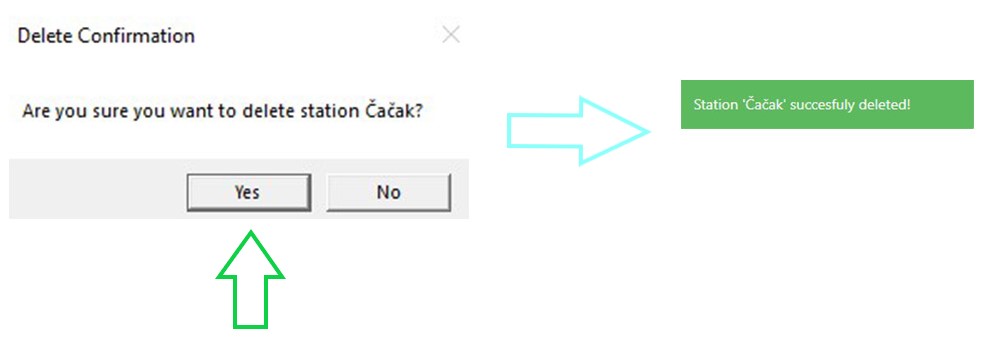 Delete Confirmation
Are you sure you want to delete station Čačak?
Yes
No
Station 'Čačak' succesfuly deleted!